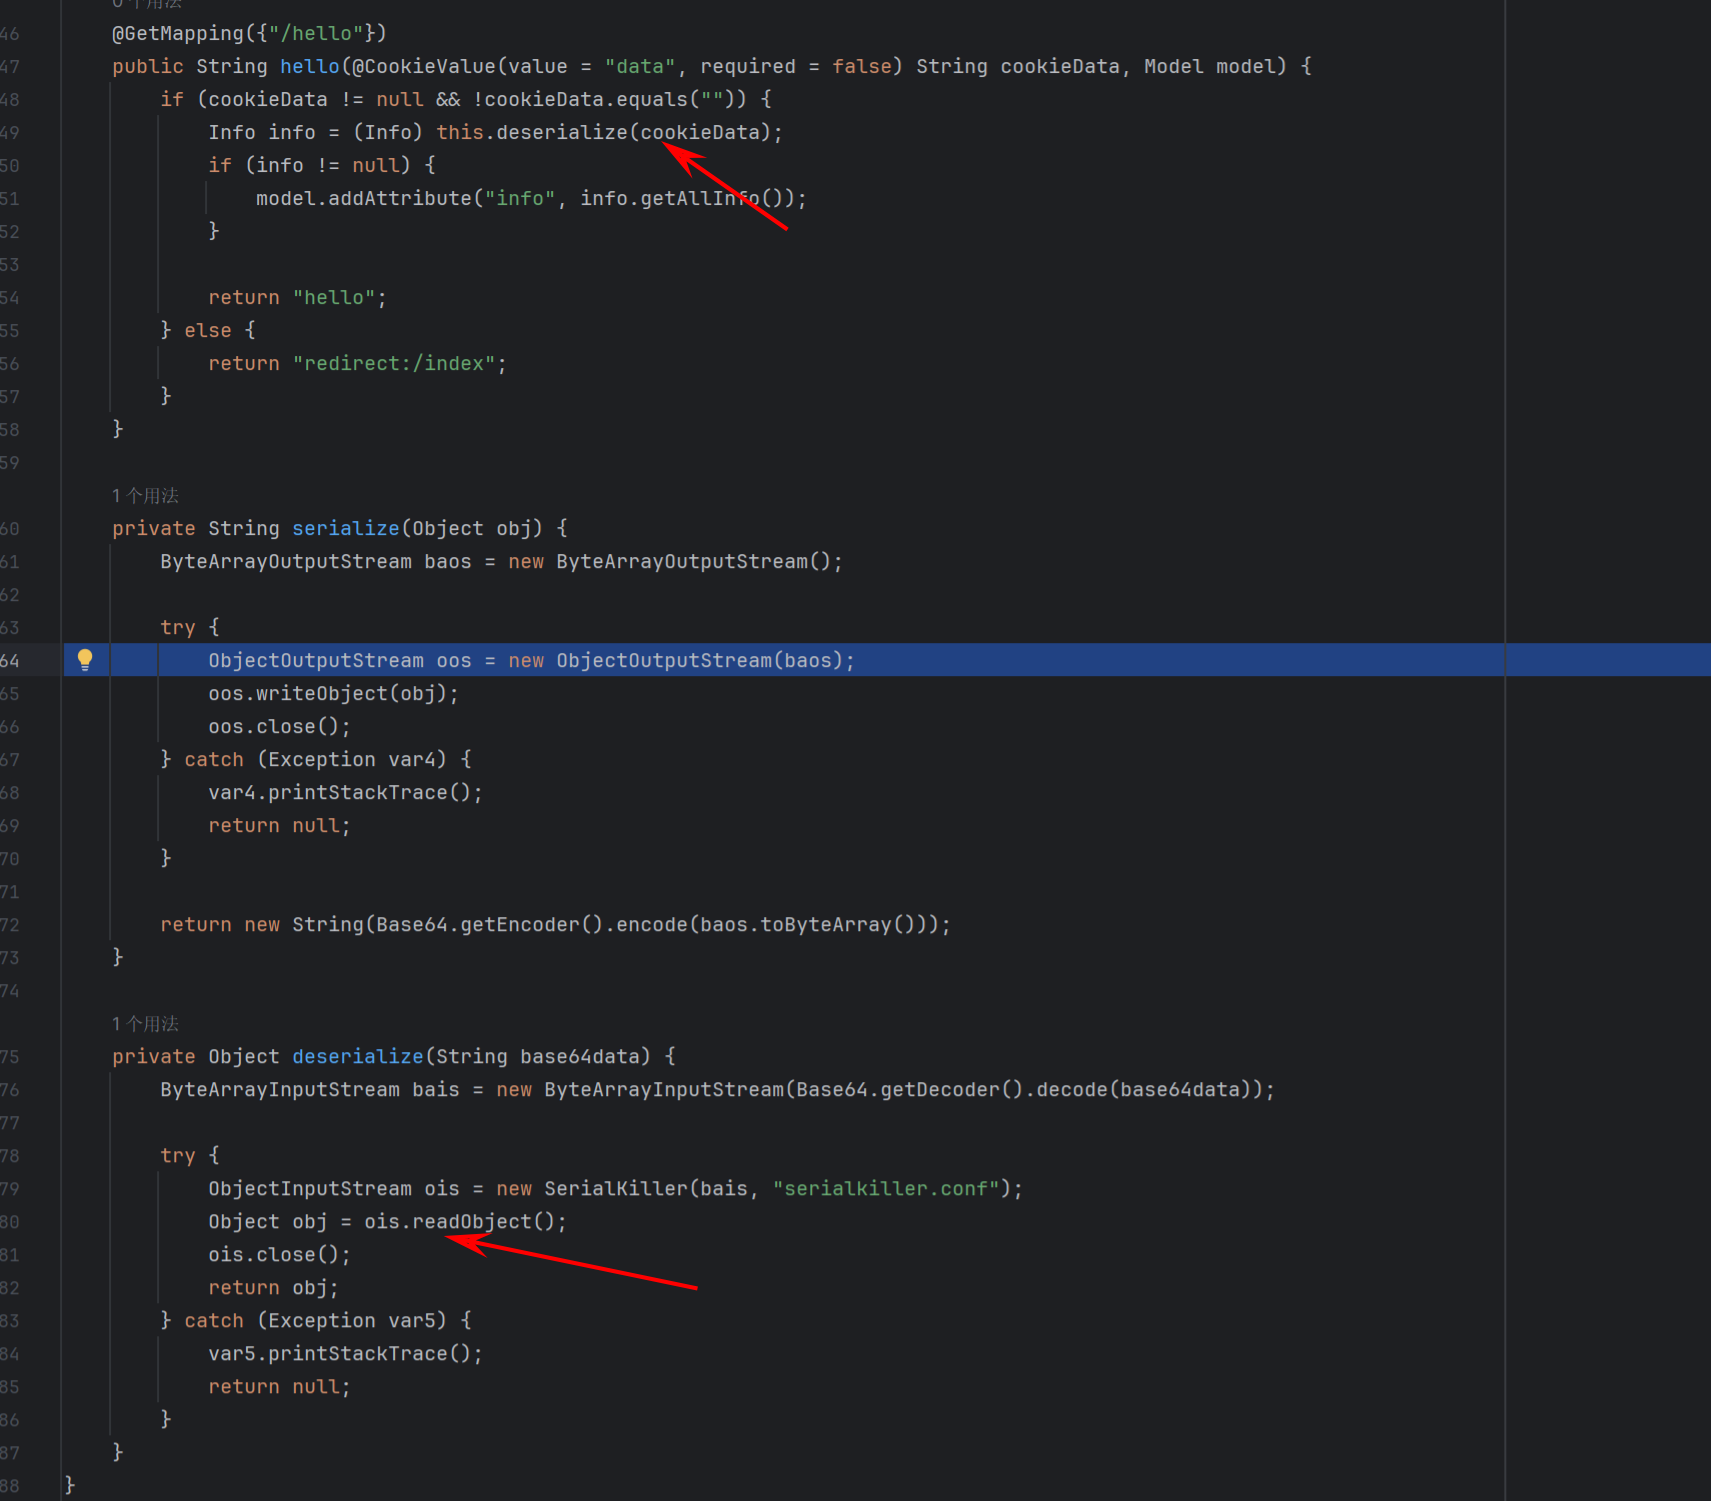 0 个用法
46 @GetMapping({"/hello"})
47 public String hello(@CookieValue(value = "data", required = false) String cookieData, Model model) {
48 if (cookieData != null && !cookieData.equals("")) {
49 Info info = (Info) this.deserialize(cookieData);
50 if (info != null) {
51 model.addAttribute("info", info.getAllInfo());
52 }
53
54 return "hello";
55 } else {
56 return "redirect:/index";
57 }
58 }
59
1 个用法
60 private String serialize(Object obj) {
61 ByteArrayOutputStream baos = new ByteArrayOutputStream();
62
63 try {
64 ObjectOutputStream oos = new ObjectOutputStream(baos);
65 oos.writeObject(obj);
66 oos.close();
67 } catch (Exception var4) {
68 var4.printStackTrace();
69 return null;
70 }
71
72 return new String(Base64.getEncoder().encode(baos.toByteArray()));
73 }
74
1 个用法
75 private Object deserialize(String base64data) {
76 ByteArrayInputStream bais = new ByteArrayInputStream(Base64.getDecoder().decode(base64data));
77
78 try {
79 ObjectInputStream ois = new SerialKiller(bais, "serialkiller.conf");
80 Object obj = ois.readObject();
81 ois.close();
82 return obj;
83 } catch (Exception var5) {
84 var5.printStackTrace();
85 return null;
86 }
87 }
88 }